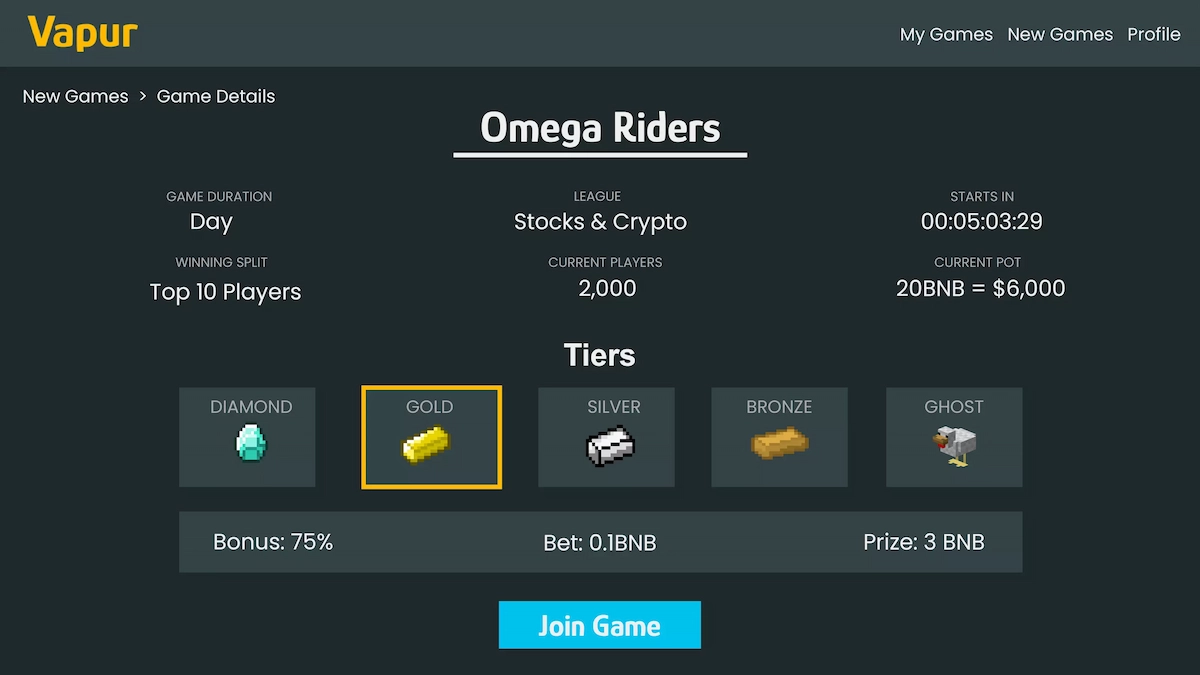 Vapur
My Games New Games Profile
New Games > Game Details
Omega Riders
GAME DURATION
Day
LEAGUE
Stocks & Crypto
STARTS IN
00:05:03:29
WINNING SPLIT
Top 10 Players
CURRENT PLAYERS
2,000
CURRENT POT
20BNB = $6,000
Tiers
DIAMOND
GOLD
SILVER
BRONZE
GHOST
Bonus: 75%
Bet: 0.1BNB
Prize: 3 BNB
Join Game